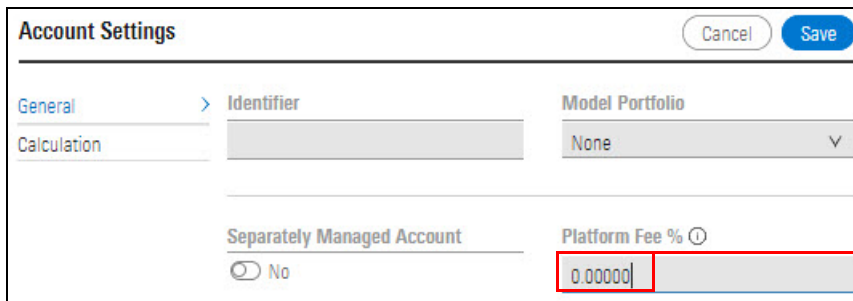 Account Settings
Cancel
Save
General
Calculation
Identifier
Model Portfolio
None
Separately Managed Account
No
Platform Fee %
0.00000